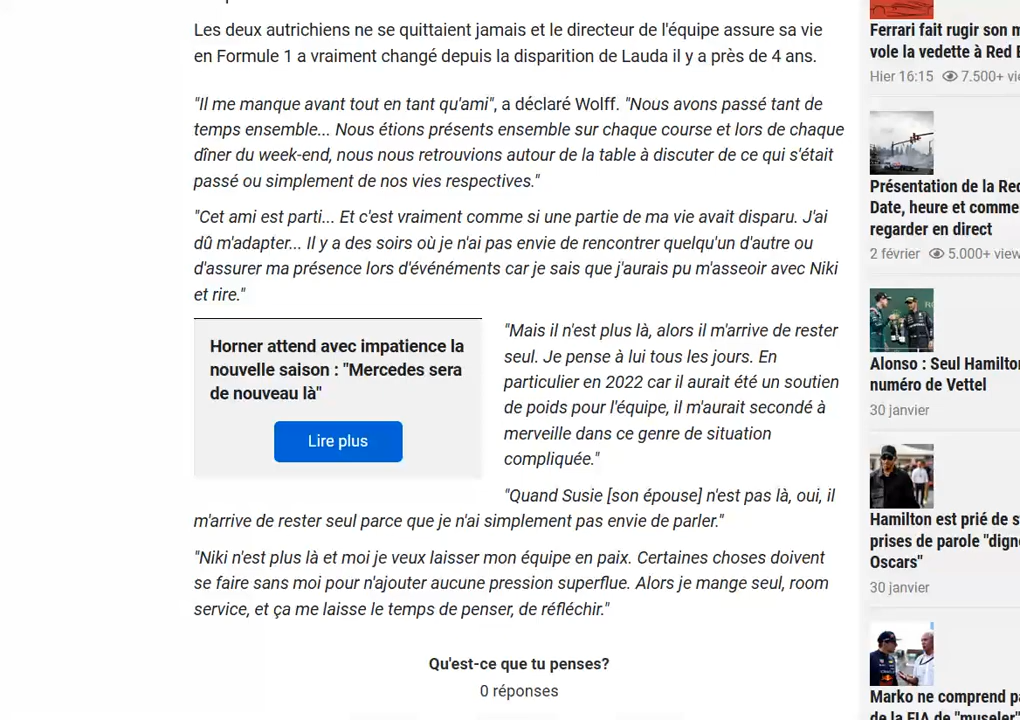 Les deux autrichiens ne se quittaient jamais et le directeur de l'équipe assure sa vie
en Formule 1 a vraiment changé depuis la disparition de Lauda il y a près de 4 ans.
"Il me manque avant tout en tant qu'ami", a déclaré Wolff. "Nous avons passé tant de
temps ensemble... Nous étions présents ensemble sur chaque course et lors de chaque
dîner du week-end, nous nous retrouvions autour de la table à discuter de ce qui s'était
passé ou simplement de nos vies respectives."
"Cet ami est parti... Et c'est vraiment comme si une partie de ma vie avait disparu. J'ai
dû m'adapter... Il y a des soirs où je n'ai pas envie de rencontrer quelqu'un d'autre ou
d'assurer ma présence lors d'événéments car je sais que j'aurais pu m'asseoir avec Niki
et rire."
Horner attend avec impatience la
nouvelle saison : "Mercedes sera
de nouveau là"
Lire plus
"Mais il n'est plus là, alors il m'arrive de rester
seul. Je pense à lui tous les jours. En
particulier en 2022 car il aurait été un soutien
de poids pour l'équipe, il m'aurait secondé à
merveille dans ce genre de situation
compliquée."
"Quand Susie [son épouse] n'est pas là, oui, il
m'arrive de rester seul parce que je n'ai simplement pas envie de parler."
"Niki n'est plus là et moi je veux laisser mon équipe en paix. Certaines choses doivent
se faire sans moi pour n'ajouter aucune pression superflue. Alors je mange seul, room
service, et ça me laisse le temps de penser, de réfléchir."
Qu'est-ce que tu penses?
0 réponses
Ferrari fait rugir son
vole la vedette à Red
Hier 16:15 7.500+
Présentation de la
Date, heure et
regarder en direct
2 février 5.000+
Alonso : Seul
numéro de Vettel
30 janvier
Hamilton est prié de
prises de parole
Oscars"
30 janvier
Marko ne comprend
de la FIA de "museler"